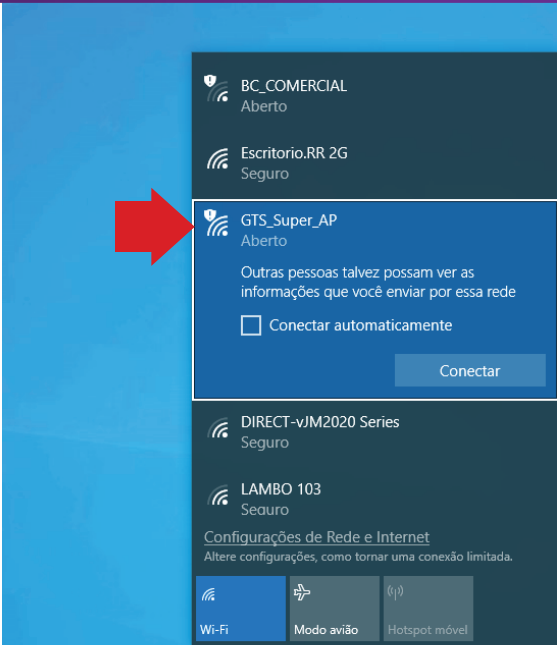 BC_COMERCIAL
Aberto
Escritorio.RR 2G
Seguro
GTS_Super_AP
Aberto
Outras pessoas talvez possam ver as
informações que você enviar por essa rede
Conectar automaticamente
Conectar
DIRECT-vJM2020 Series
Seguro
LAMBO 103
Seguro
Configurações de Rede e Internet
Altere configurações, como tornar uma conexão limitada.
Wi-Fi
Modo avião
Hotspot móvel